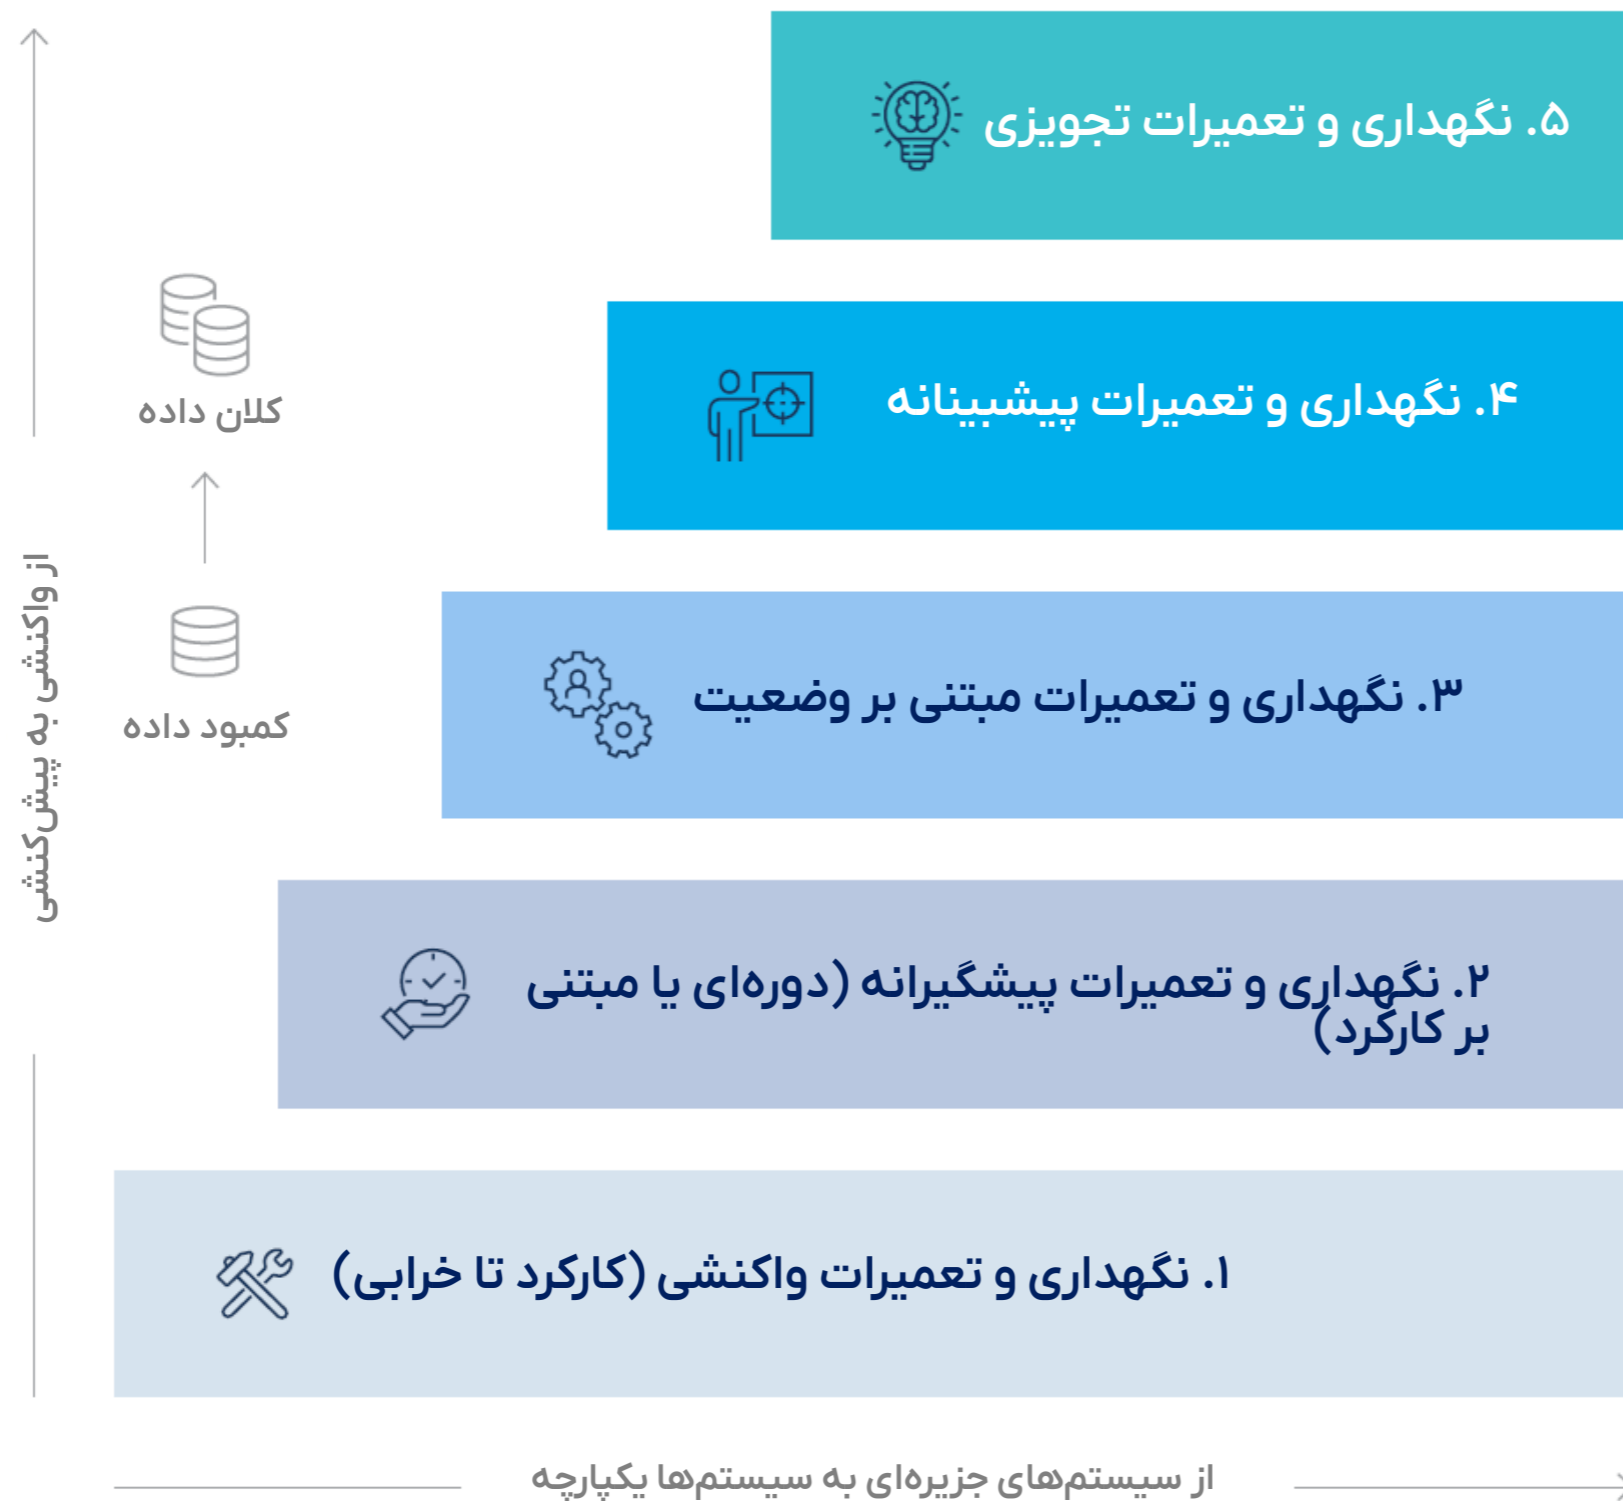 ۵. نگهداری و تعمیرات تجویزی
۴. نگهداری و تعمیرات پیشبینانه
۳. نگهداری و تعمیرات مبتنی بر وضعیت
۲. نگهداری و تعمیرات پیشگیرانه (دوره‌ای یا مبتنی
بر کارکرد)
۱. نگهداری و تعمیرات واکنشی (کارکرد تا خرابی)
کلان داده
کمبود داده
از واکنشی به پیش‌کنشی
از سیستم‌های جزیره‌ای به سیستم‌ها یکپارچه